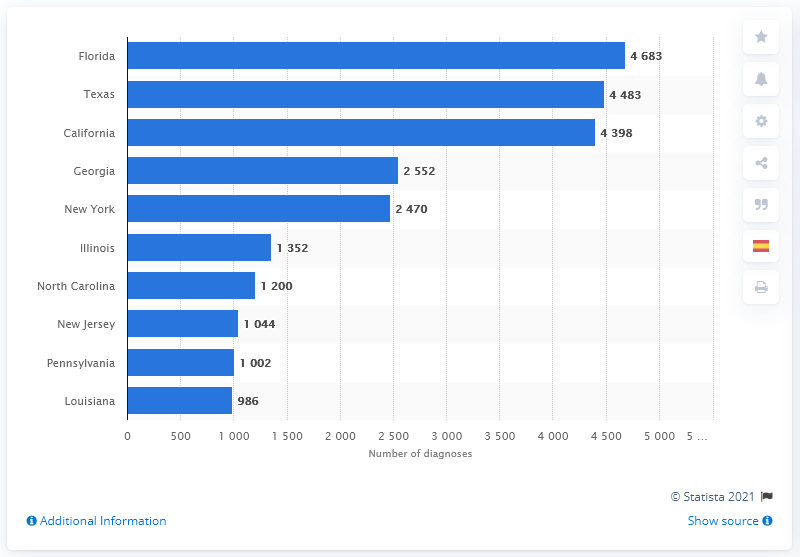 Florida 4 683
Texas 4 483
California 4 398
Georgia 2 552
New York 2 470
Illinois 1 352
North Carolina 1 200
New Jersey 1 044
Pennsylvania 1 002
Louisiana 986
0 500 1 000 1 500 2 000 2 500 3 000 3 500 4 000 4 500 5 000 5 ...
Number of diagnoses
© Statista 2021
Additional Information Show source